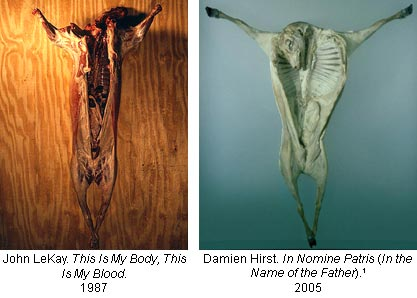 John LeKay. This Is My Body, This
Is My Blood.
1987
Damien Hirst. In Nomine Patris (In the
Name of the Father).¹
2005